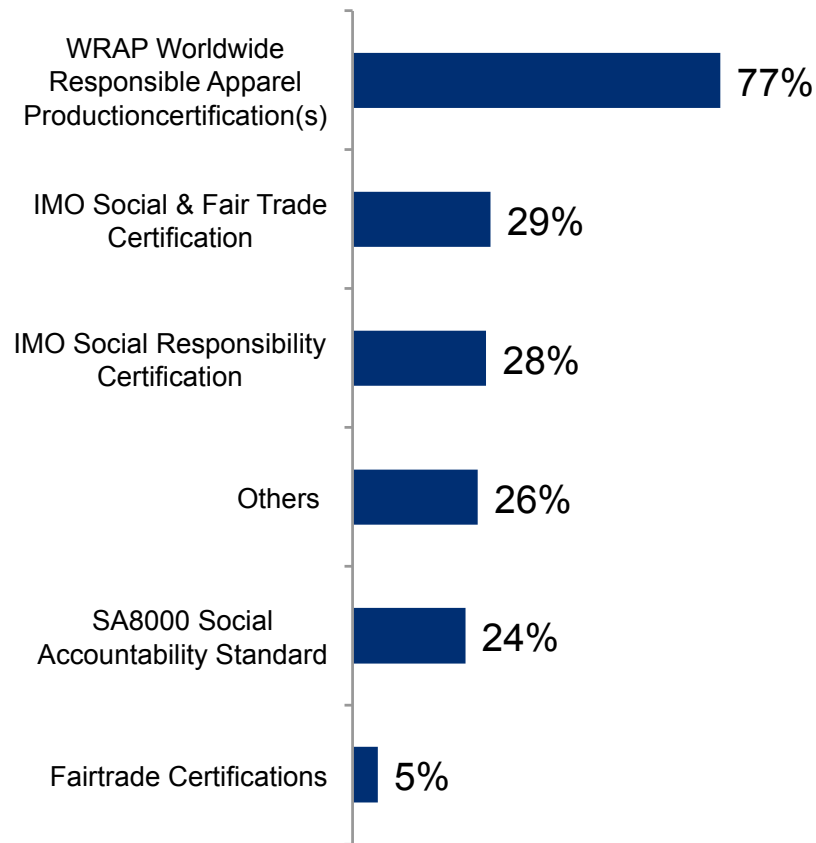 WRAP Worldwide
Responsible Apparel
Productioncertification(s)
77%
IMO Social & Fair Trade
Certification
29%
IMO Social Responsibility
Certification
28%
Others
26%
SA8000 Social
Accountability Standard
24%
Fairtrade Certifications
5%